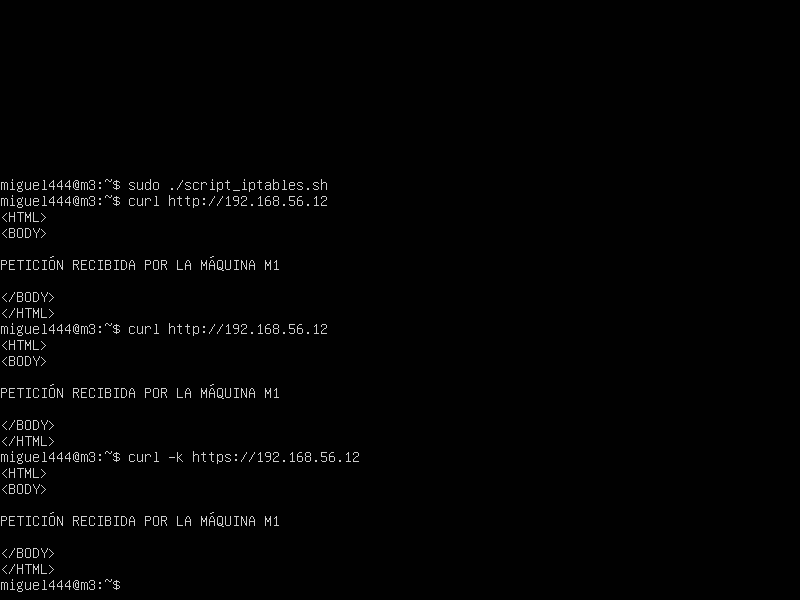 miguel444@m3:~$ sudo ./script_iptables.sh
miguel444@m3:~$ curl http://192.168.56.12
<HTML>
<BODY>
PETICIÓN RECIBIDA POR LA MÁQUINA M1
</BODY>
</HTML>
miguel444@m3:~$ curl http://192.168.56.12
<HTML>
<BODY>
PETICIÓN RECIBIDA POR LA MÁQUINA M1
</BODY>
</HTML>
miguel444@m3:~$ curl -k https://192.168.56.12
<HTML>
<BODY>
PETICIÓN RECIBIDA POR LA MÁQUINA M1
</BODY>
</HTML>
miguel444@m3:~$